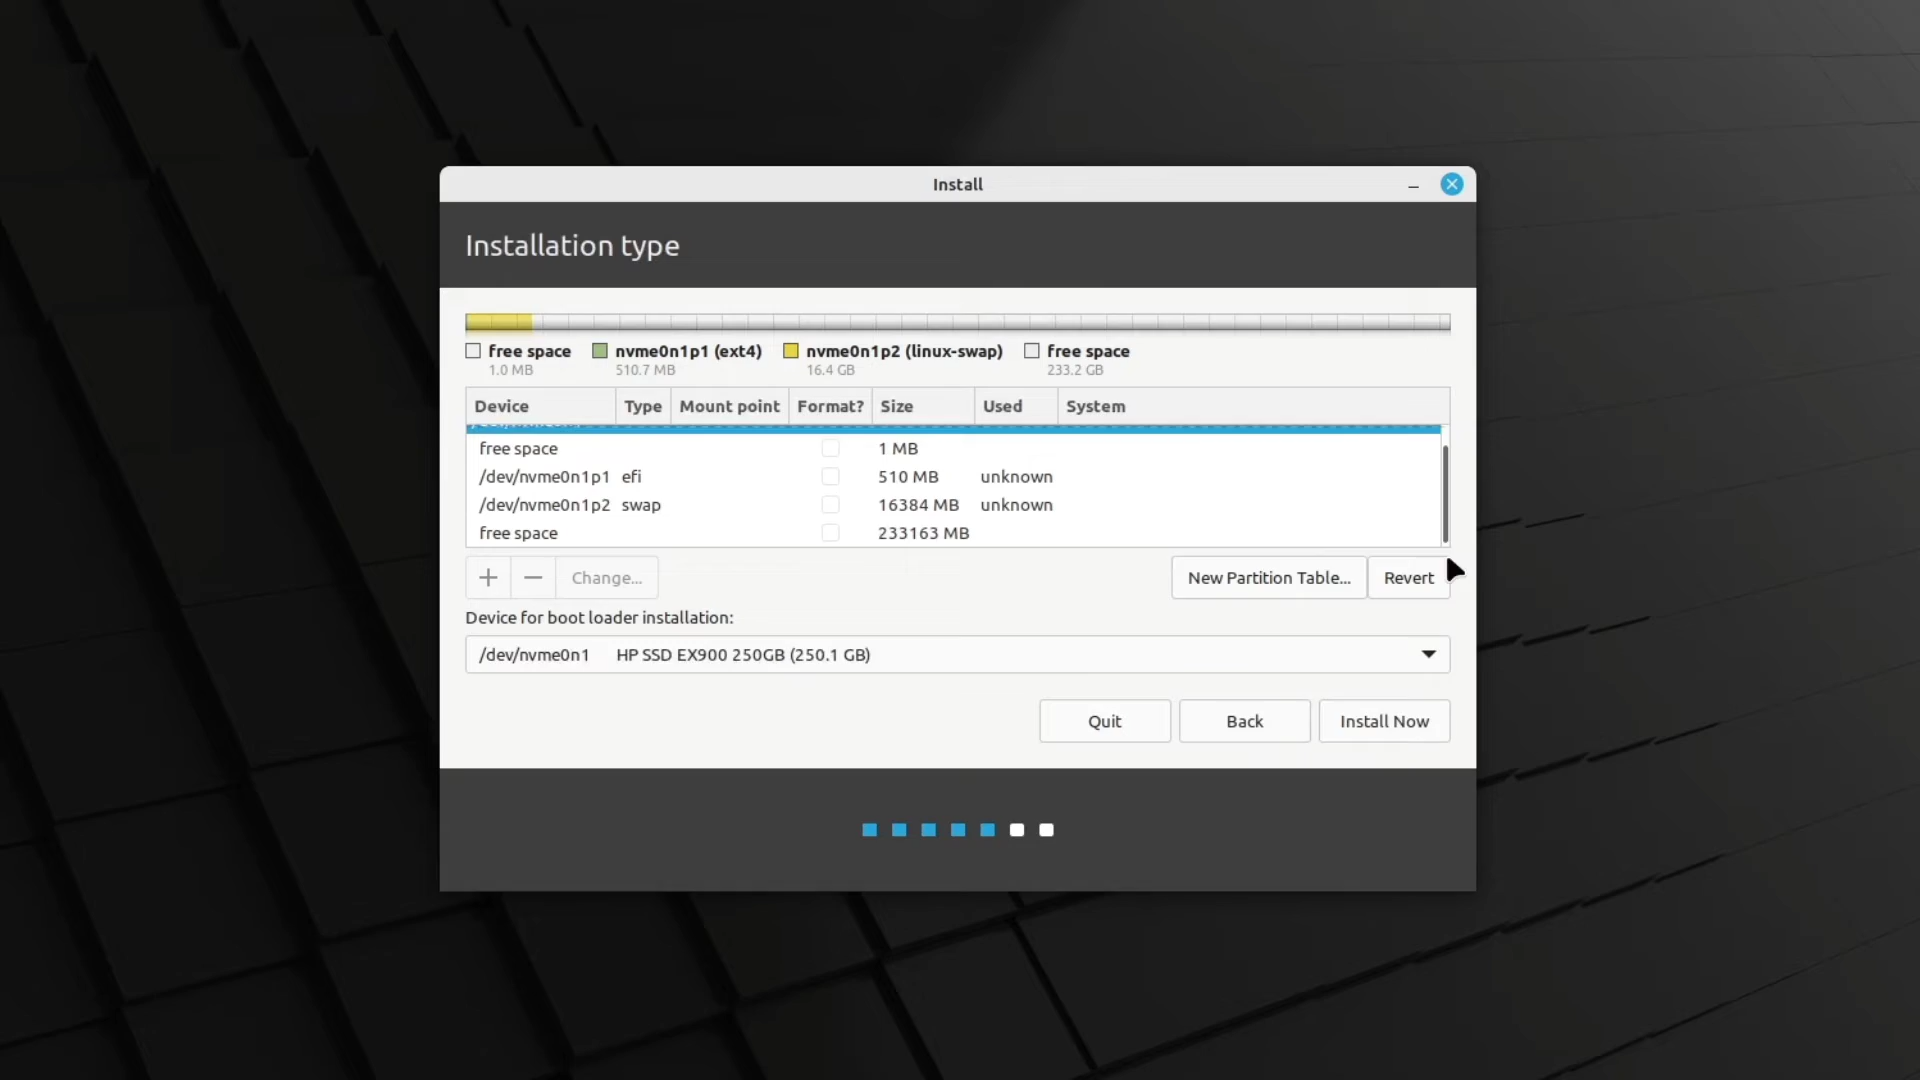 Install
Installation type
free space nvme0n1p1 (ext4) nvme0n1p2 (linux-swap) free space
1.0 MB 510.7 MB 16.4 GB 233.2 GB
Device Type Mount point Format? Size Used System
free space 1 MB
/dev/nvme0n1p1 efi 510 MB unknown
/dev/nvme0n1p2 swap 16384 MB unknown
free space 233163 MB
+ − Change... New Partition Table... Revert
Device for boot loader installation:
/dev/nvme0n1 HP SSD EX900 250GB (250.1 GB)
Quit Back Install Now